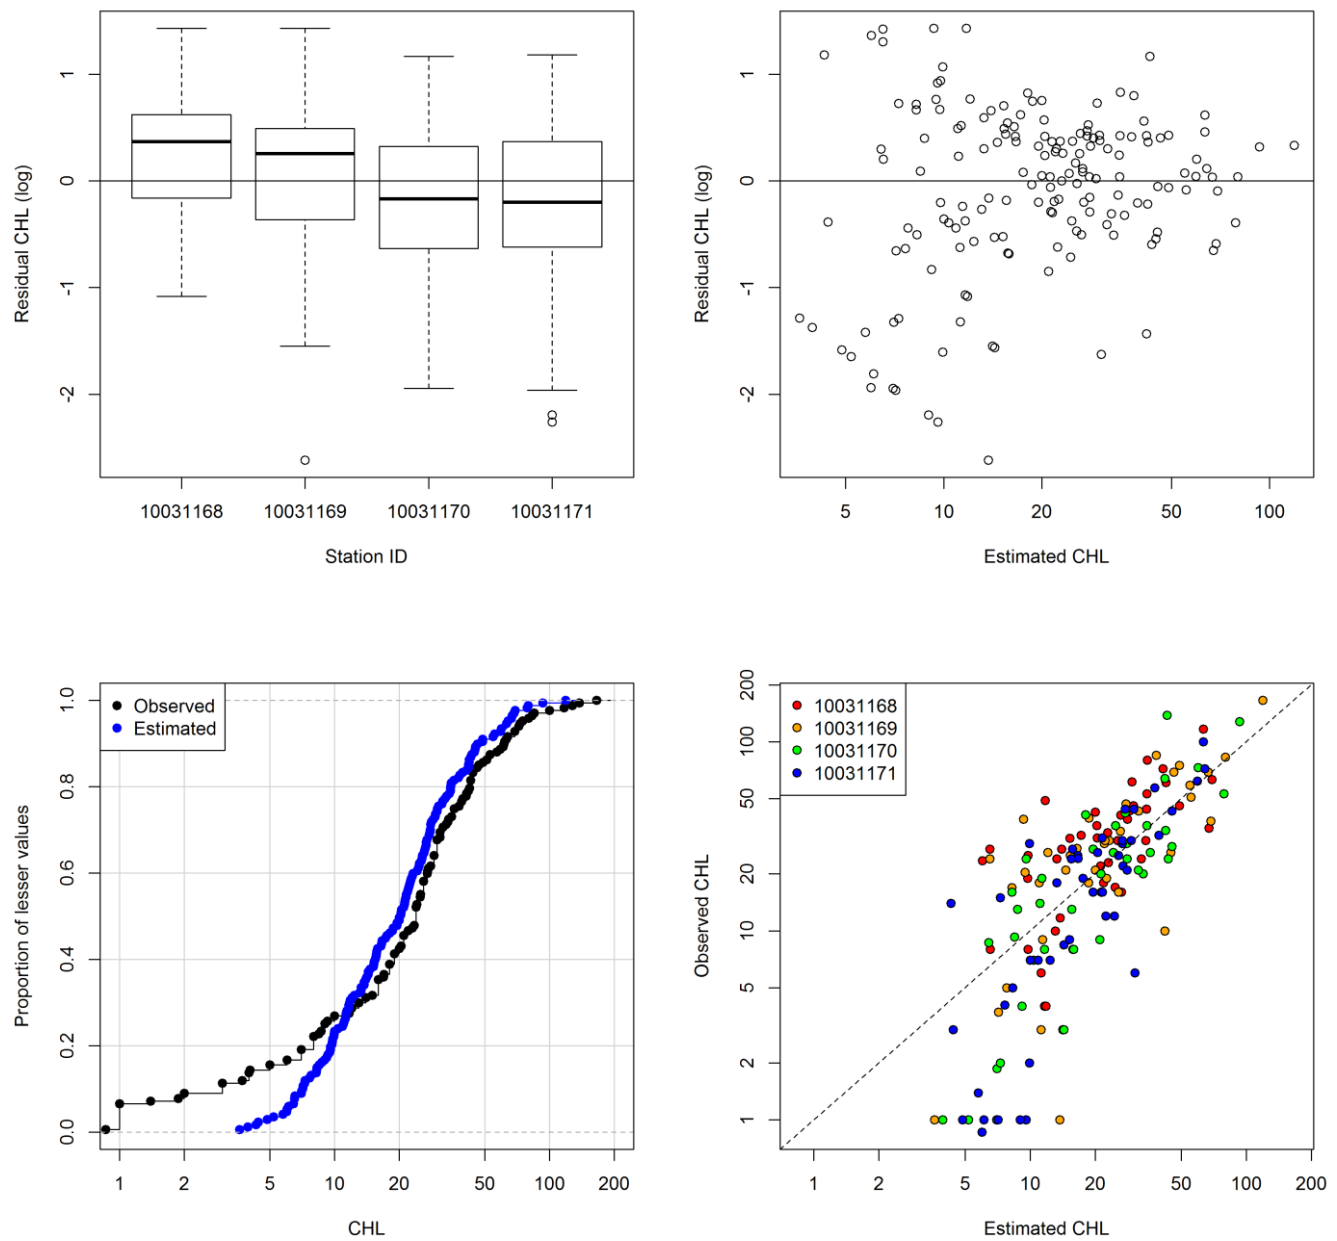 Residual CHL (log)
1
0
-1
-2
10031168 10031169 10031170 10031171
Station ID
Residual CHL (log)
1
0
-1
-2
5 10 20 50 100
Estimated CHL
Proportion of lesser values
1.0
0.8
0.6
0.4
0.2
0.0
Observed
Estimated
1 2 5 10 20 50 100 200
CHL
Observed CHL
200
100
50
20
10
5
2
1
10031168
10031169
10031170
10031171
1 2 5 10 20 50 100 200
Estimated CHL